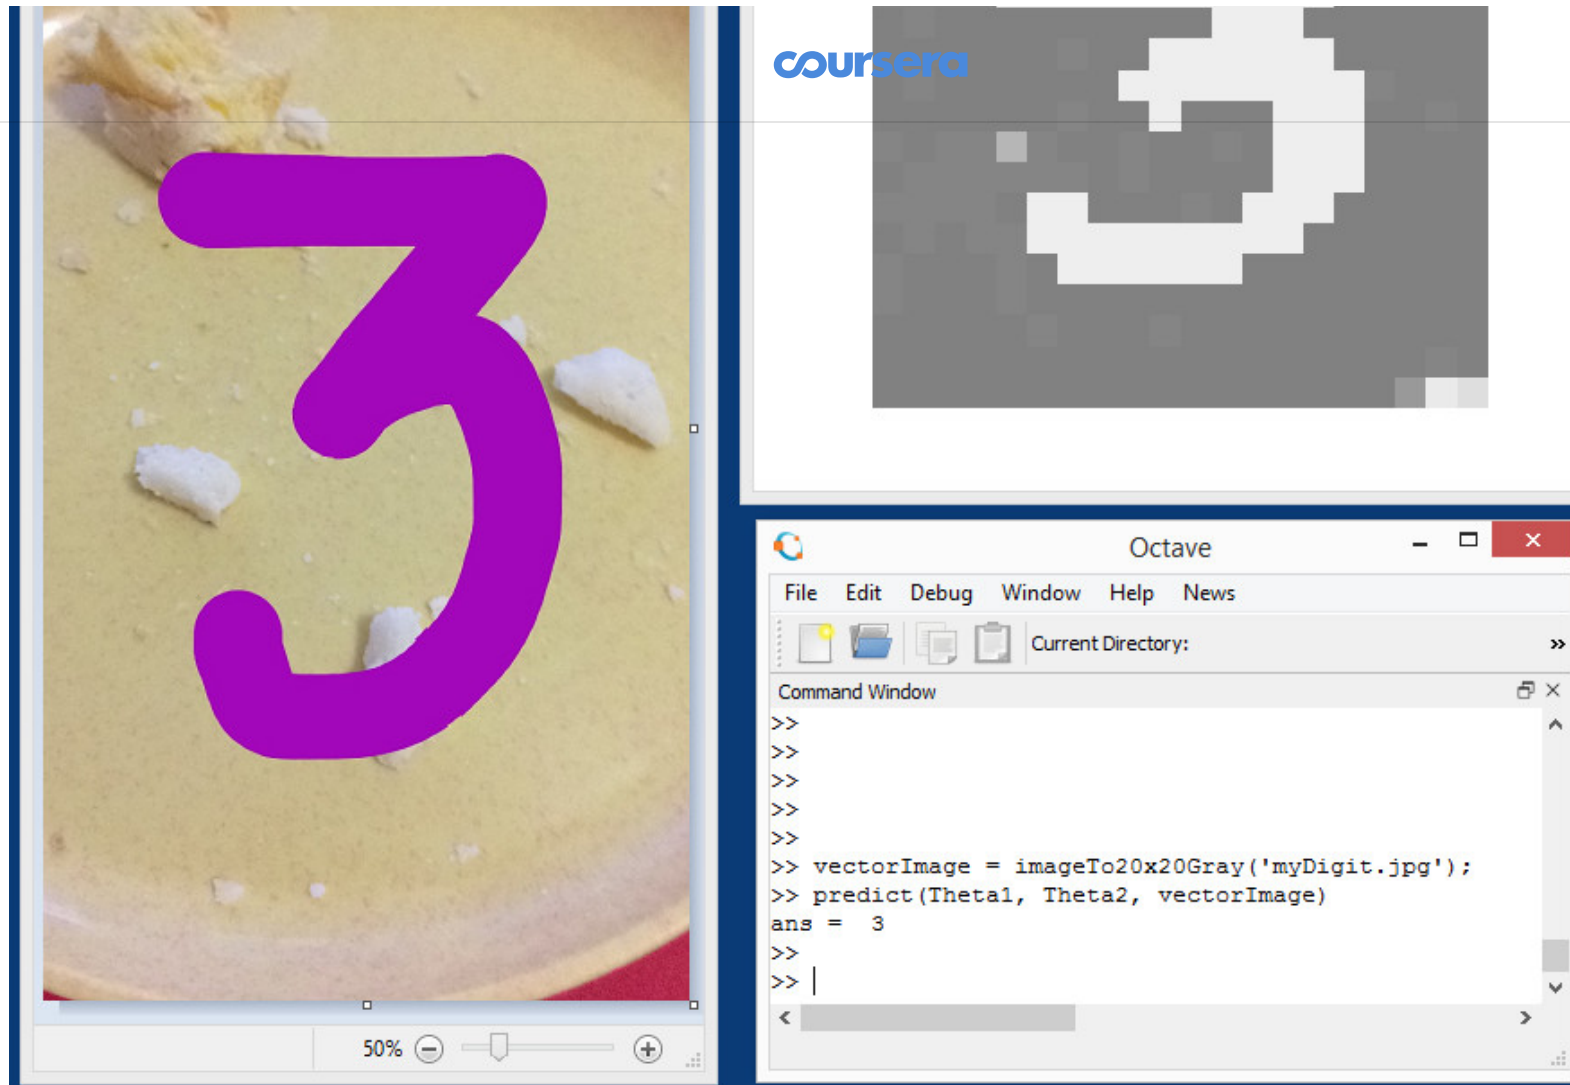 coursera
3
50%
Octave
File Edit Debug Window Help News
Current Directory:
»
Command Window
>>
>>
>>
>>
>>
>> vectorImage = imageTo20x20Gray('myDigit.jpg');
>> predict(Theta1, Theta2, vectorImage)
ans =  3
>>
>>